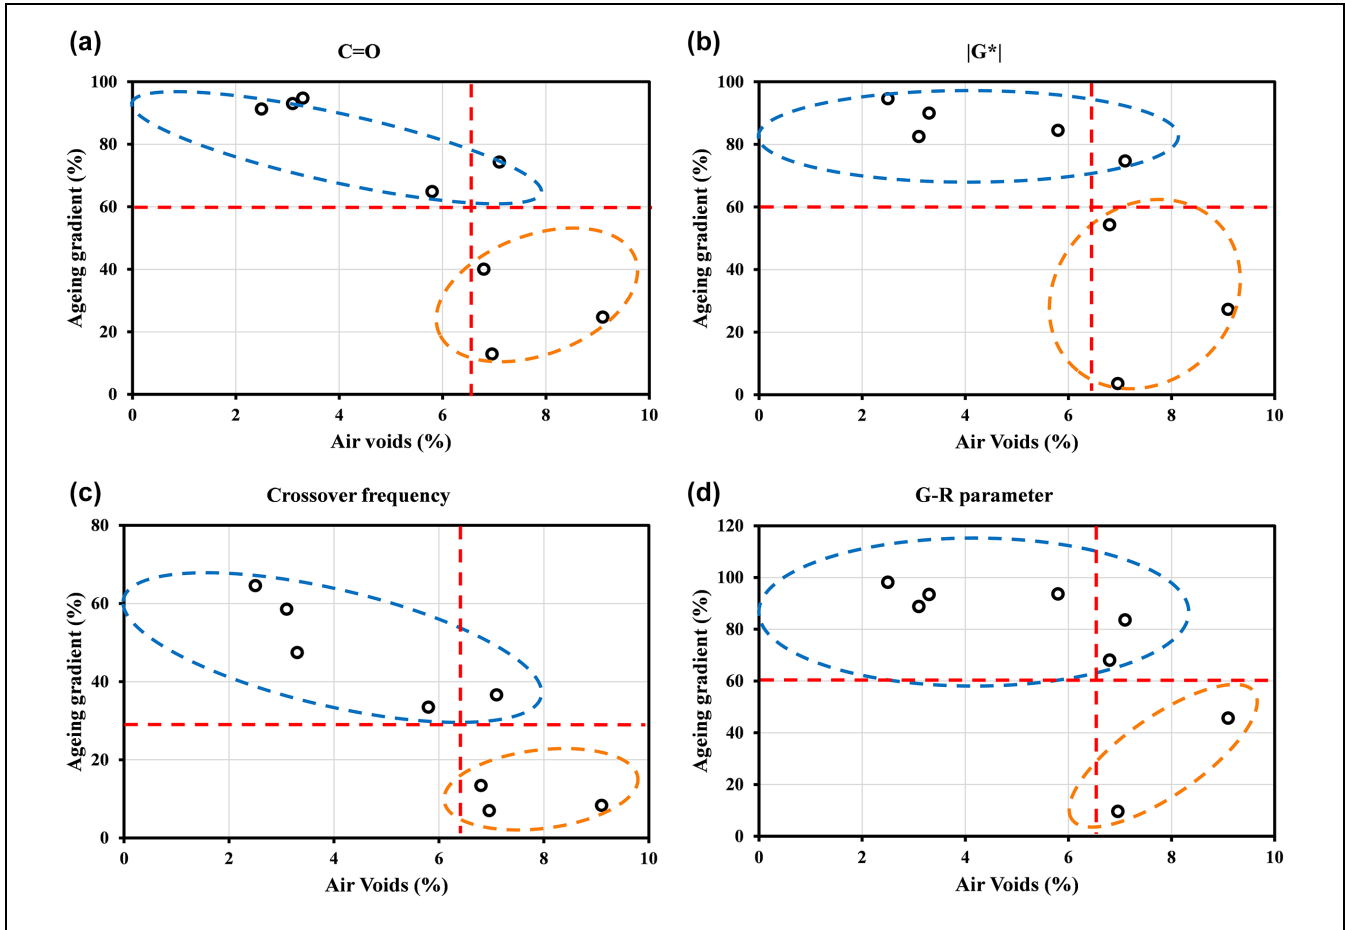 (a)
C=O
100
80
60
40
20
0
0 2 4 6 8 10
Ageing gradient (%)
Air voids (%)
(b)
|G*|
100
80
60
40
20
0
0 2 4 6 8 10
Ageing gradient (%)
Air Voids (%)
(c)
Crossover frequency
80
60
40
20
0
0 2 4 6 8 10
Ageing gradient (%)
Air Voids (%)
(d)
G-R parameter
120
100
80
60
40
20
0
0 2 4 6 8 10
Ageing gradient (%)
Air Voids (%)